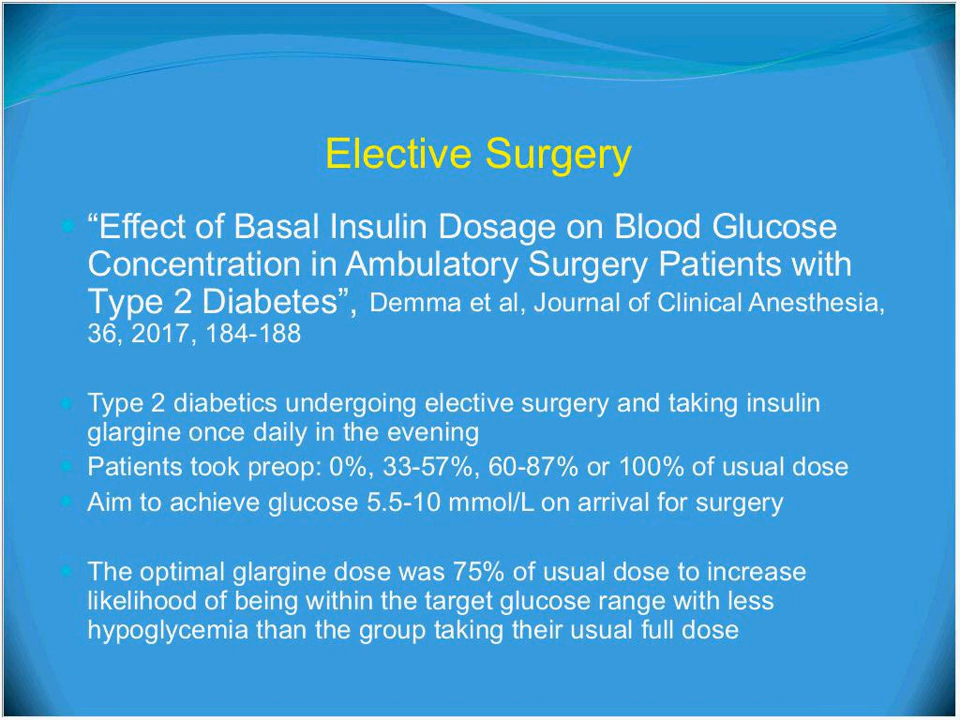 Elective Surgery
“Effect of Basal Insulin Dosage on Blood Glucose
Concentration in Ambulatory Surgery Patients with
Type 2 Diabetes”, Demma et al, Journal of Clinical Anesthesia,
36, 2017, 184-188
Type 2 diabetics undergoing elective surgery and taking insulin
glargine once daily in the evening
Patients took preop: 0%, 33-57%, 60-87% or 100% of usual dose
Aim to achieve glucose 5.5-10 mmol/L on arrival for surgery
The optimal glargine dose was 75% of usual dose to increase
likelihood of being within the target glucose range with less
hypoglycemia than the group taking their usual full dose